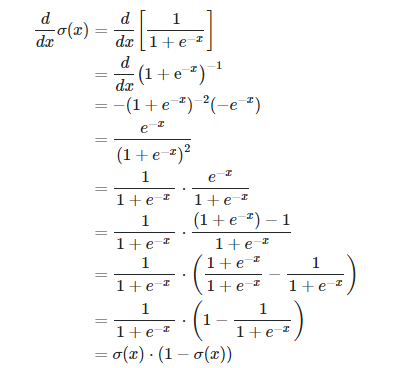 d/dx σ(x) = d/dx [ 1 / (1 + e^{-x}) ]
= d/dx (1 + e^{-x})^{-1}
= -(1 + e^{-x})^{-2}(-e^{-x})
= e^{-x} / (1 + e^{-x})^2
= 1 / (1 + e^{-x}) · e^{-x} / (1 + e^{-x})
= 1 / (1 + e^{-x}) · ((1 + e^{-x}) - 1) / (1 + e^{-x})
= 1 / (1 + e^{-x}) · ( (1 + e^{-x}) / (1 + e^{-x}) - 1 / (1 + e^{-x}) )
= 1 / (1 + e^{-x}) · ( 1 - 1 / (1 + e^{-x}) )
= σ(x) · (1 - σ(x))